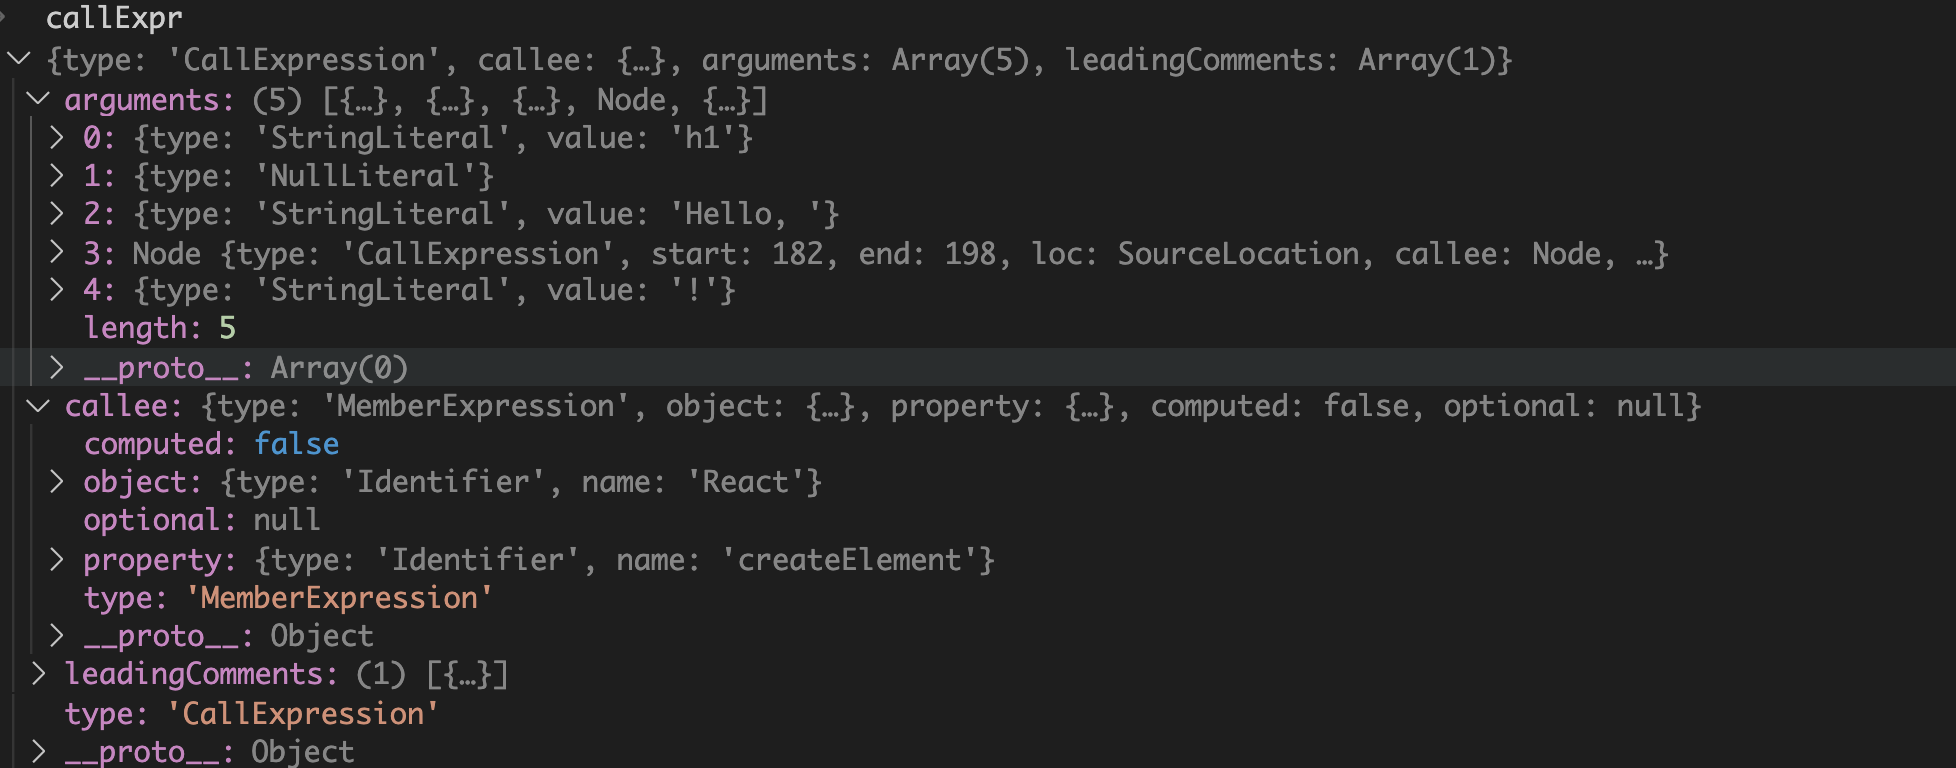 callExpr
{type: 'CallExpression', callee: {…}, arguments: Array(5), leadingComments: Array(1)}
arguments: (5) [{…}, {…}, {…}, Node, {…}]
0: {type: 'StringLiteral', value: 'h1'}
1: {type: 'NullLiteral'}
2: {type: 'StringLiteral', value: 'Hello, '}
3: Node {type: 'CallExpression', start: 182, end: 198, loc: SourceLocation, callee: Node, …}
4: {type: 'StringLiteral', value: '!'}
length: 5
__proto__: Array(0)
callee: {type: 'MemberExpression', object: {…}, property: {…}, computed: false, optional: null}
computed: false
object: {type: 'Identifier', name: 'React'}
optional: null
property: {type: 'Identifier', name: 'createElement'}
type: 'MemberExpression'
__proto__: Object
leadingComments: (1) [{…}]
type: 'CallExpression'
__proto__: Object